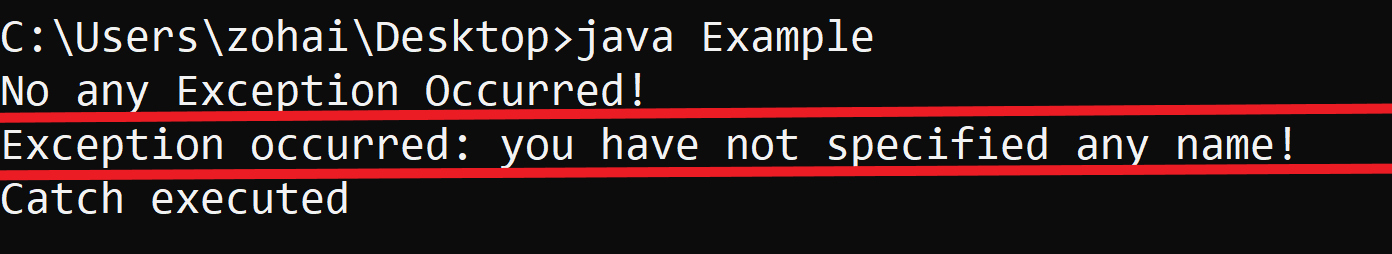 C:\Users\zohai\Desktop>java Example
No any Exception Occurred!
Exception occurred: you have not specified any name!
Catch executed